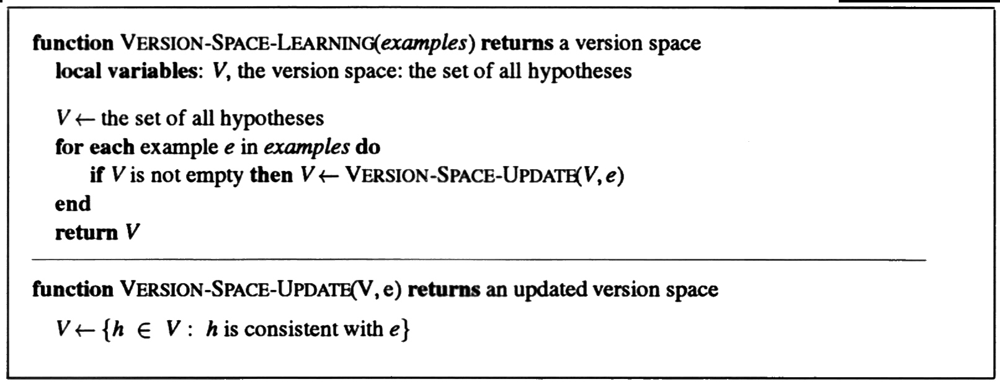 function VERSION-SPACE-LEARNING(examples) returns a version space
local variables: V, the version space: the set of all hypotheses
V ← the set of all hypotheses
for each example e in examples do
if V is not empty then V ← VERSION-SPACE-UPDATE(V, e)
end
return V
function VERSION-SPACE-UPDATE(V, e) returns an updated version space
V ← {h ∈ V : h is consistent with e}